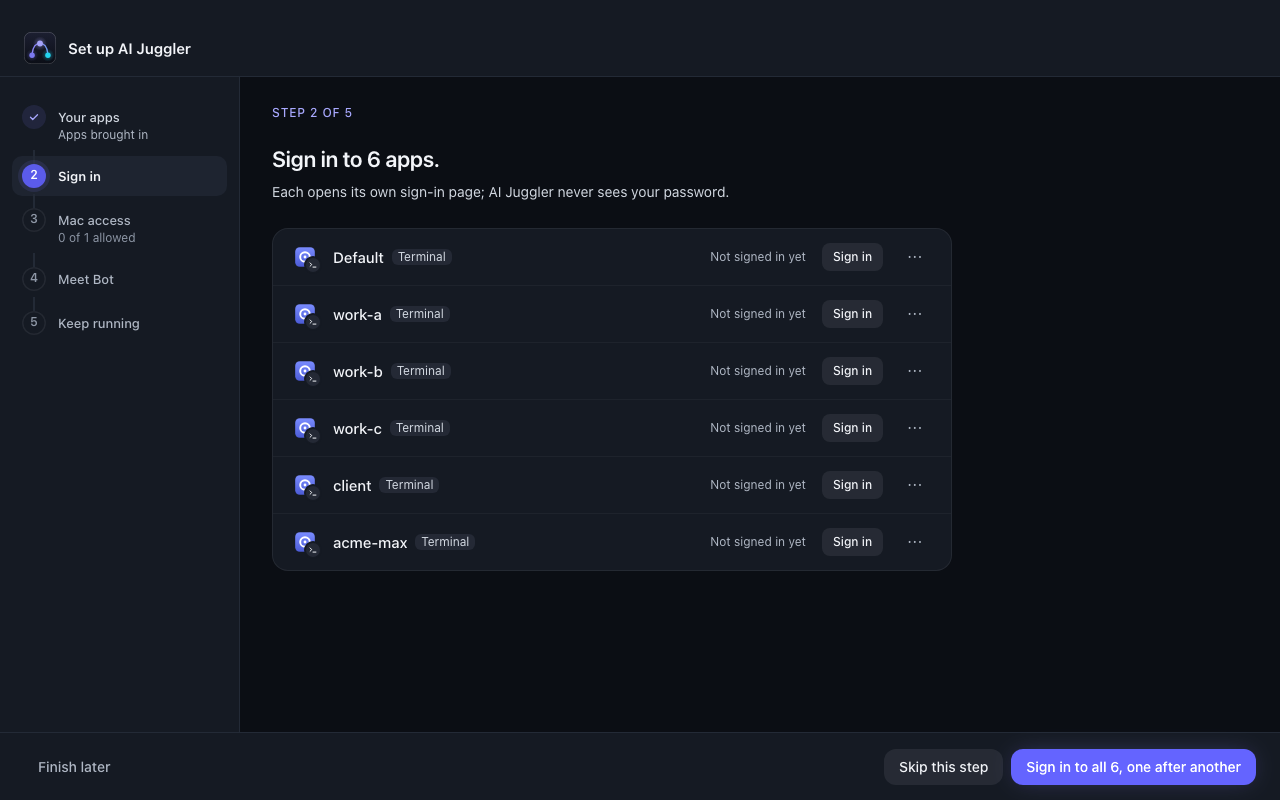 Set up AI Juggler
Your apps
Apps brought in
2 Sign in
3 Mac access
0 of 1 allowed
4 Meet Bot
5 Keep running
STEP 2 OF 5
Sign in to 6 apps.
Each opens its own sign-in page; AI Juggler never sees your password.
Default Terminal Not signed in yet Sign in ···
work-a Terminal Not signed in yet Sign in ···
work-b Terminal Not signed in yet Sign in ···
work-c Terminal Not signed in yet Sign in ···
client Terminal Not signed in yet Sign in ···
acme-max Terminal Not signed in yet Sign in ···
Finish later Skip this step Sign in to all 6, one after another